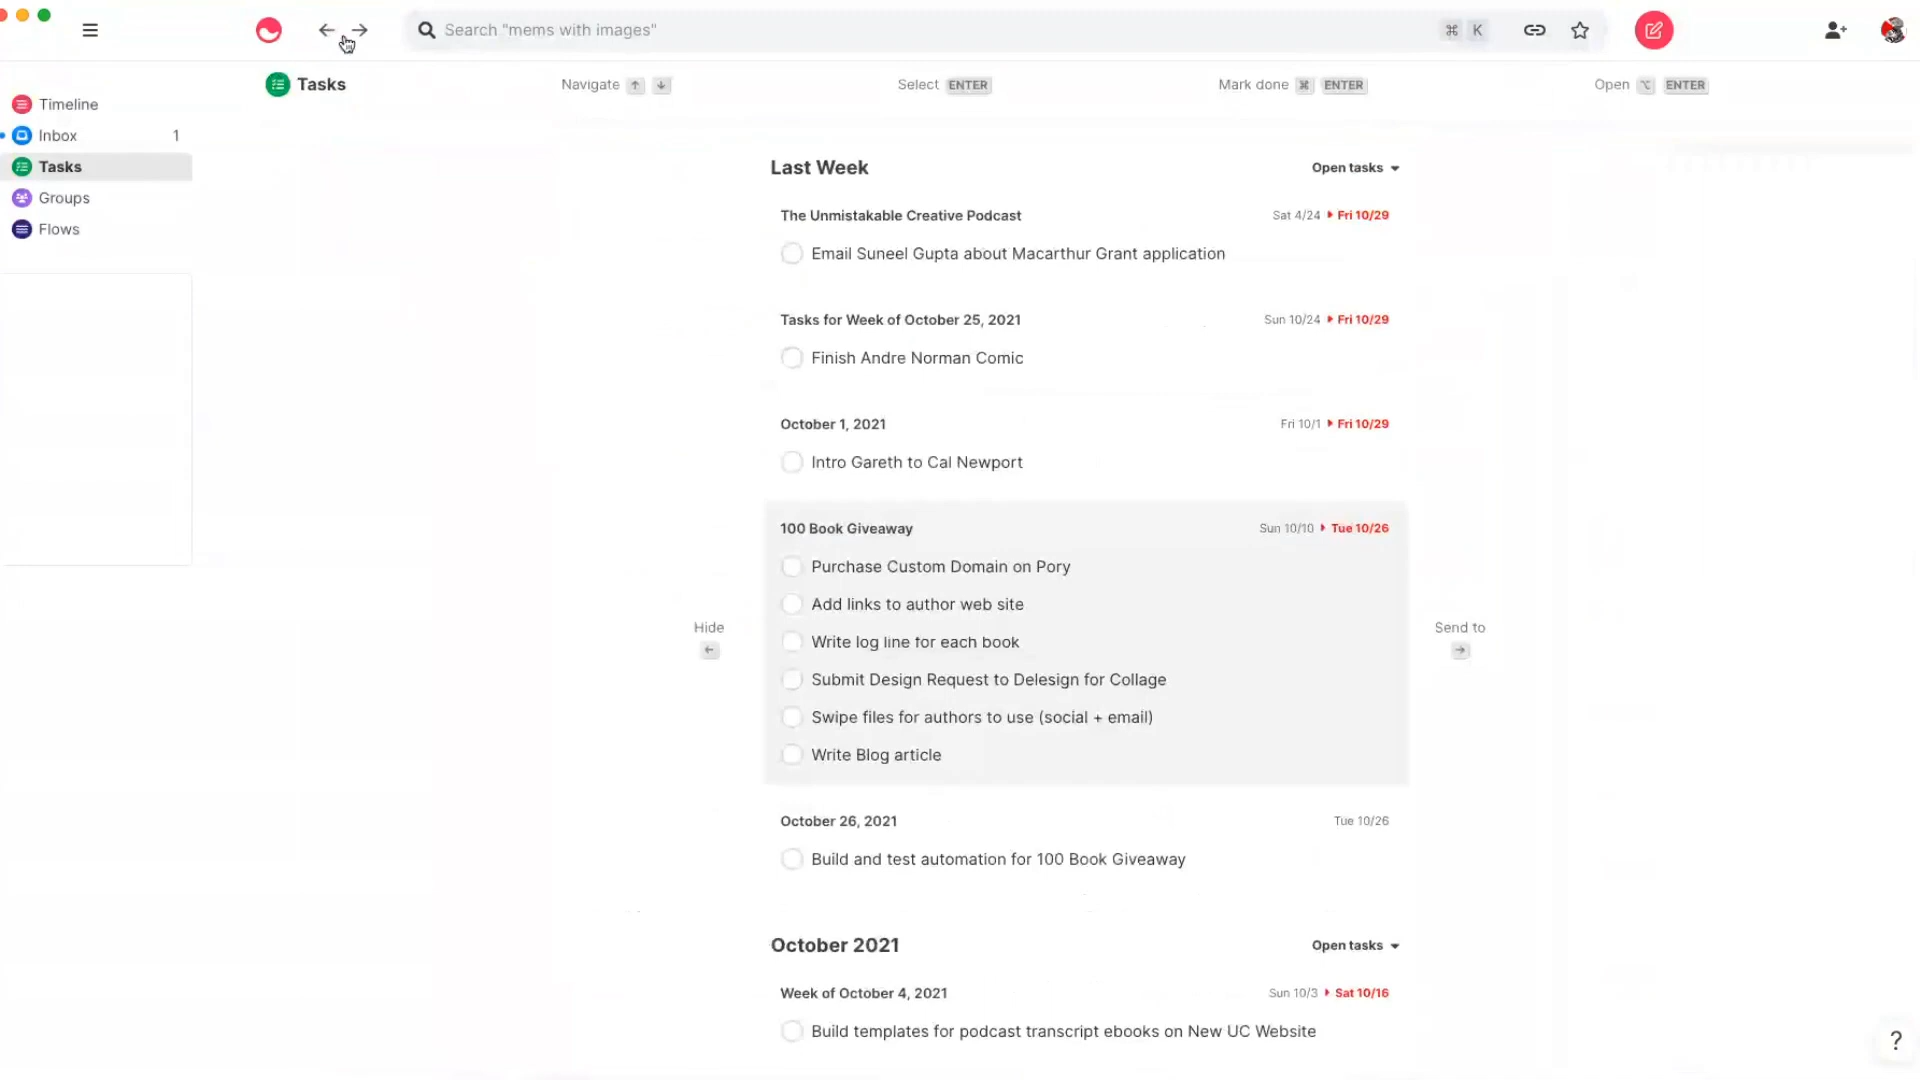 Search "mems with images"
⌘ K
Timeline
Inbox 1
Tasks
Groups
Flows
Tasks
Navigate ↑ ↓
Select ENTER
Mark done ⌘ ENTER
Open ⌥ ENTER
Last Week
Open tasks
The Unmistakable Creative Podcast
Sat 4/24 Fri 10/29
Email Suneel Gupta about Macarthur Grant application
Tasks for Week of October 25, 2021
Sun 10/24 Fri 10/29
Finish Andre Norman Comic
October 1, 2021
Fri 10/1 Fri 10/29
Intro Gareth to Cal Newport
100 Book Giveaway
Sun 10/10 Tue 10/26
Purchase Custom Domain on Pory
Add links to author web site
Write log line for each book
Submit Design Request to Delesign for Collage
Swipe files for authors to use (social + email)
Write Blog article
Hide
←
Send to
→
October 26, 2021
Tue 10/26
Build and test automation for 100 Book Giveaway
October 2021
Open tasks
Week of October 4, 2021
Sun 10/3 Sat 10/16
Build templates for podcast transcript ebooks on New UC Website
?